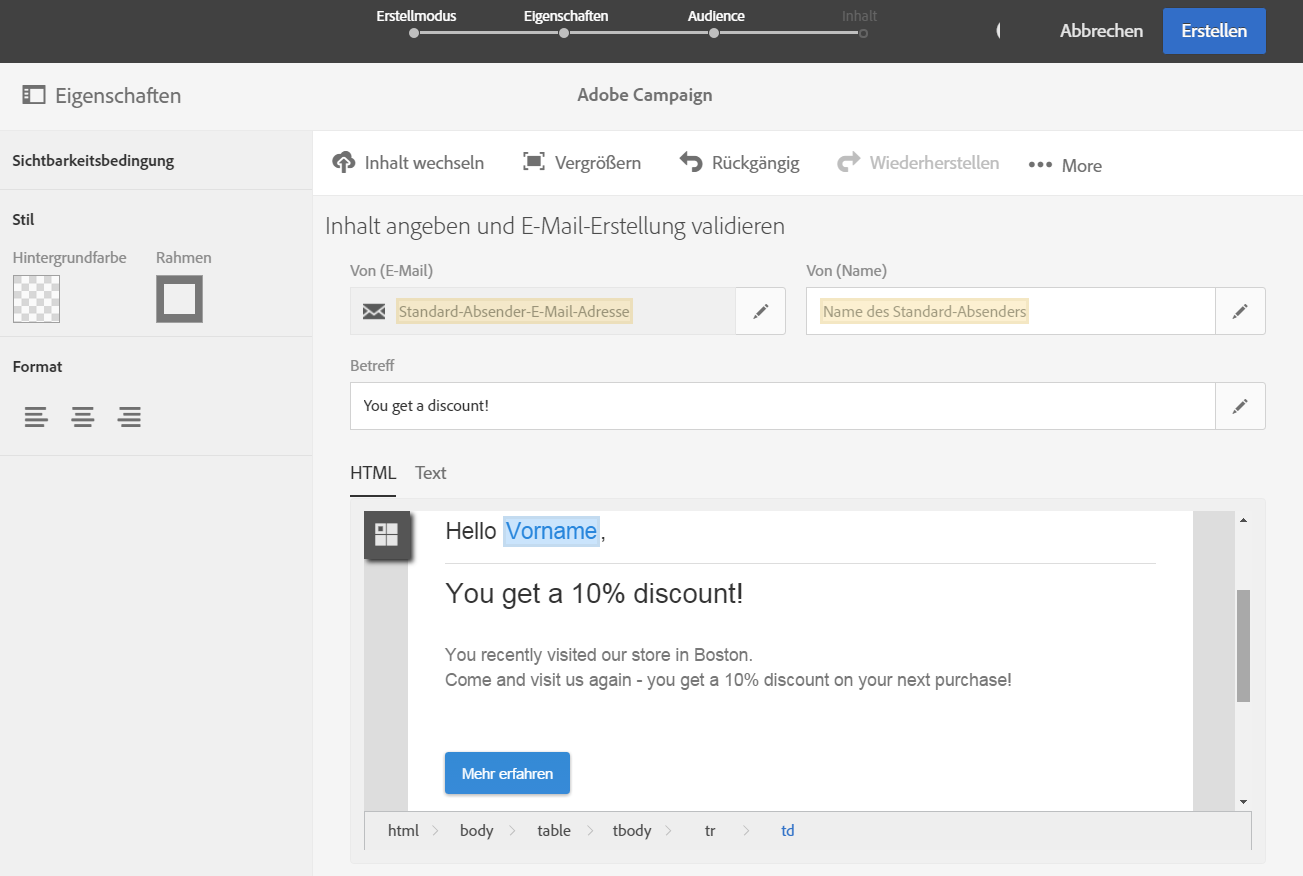 Erstellmodus Eigenschaften Audience Inhalt
Abbrechen Erstellen
Eigenschaften
Adobe Campaign
Sichtbarkeitsbedingung
Stil
Hintergrundfarbe Rahmen
Format
Inhalt wechseln Vergrößern Rückgängig Wiederherstellen More
Inhalt angeben und E-Mail-Erstellung validieren
Von (E-Mail) Von (Name)
Standard-Absender-E-Mail-Adresse Name des Standard-Absenders
Betreff
You get a discount!
HTML Text
Hello Vorname,
You get a 10% discount!
You recently visited our store in Boston.
Come and visit us again - you get a 10% discount on your next purchase!
Mehr erfahren
html body table tbody tr td